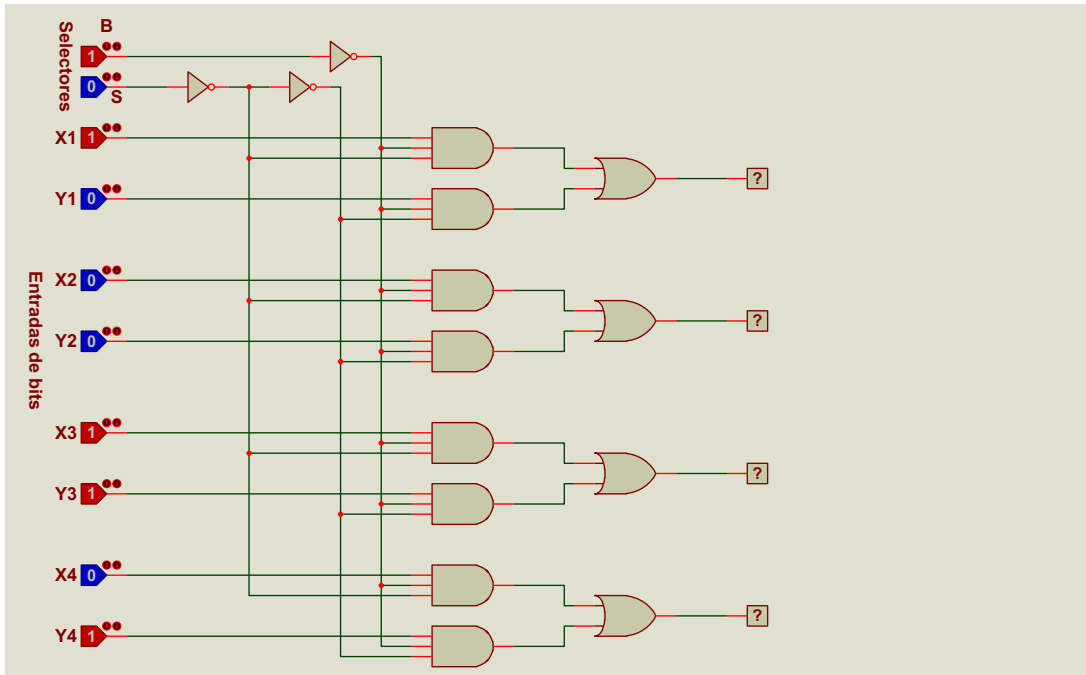 Selectores
B
1
0
S
X1 1
Y1 0
?
X2 0
Y2 0
?
Entradas de bits
X3 1
Y3 1
?
X4 0
Y4 1
?